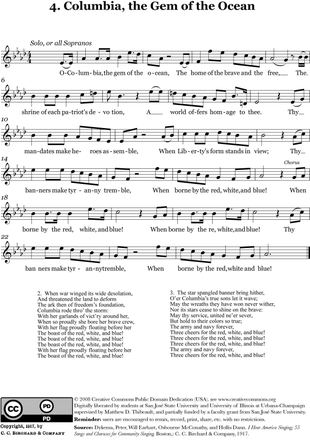 4. Columbia, the Gem of the Ocean
Solo, or all Sopranos
O-Co-lum-bia, the gem of the o-cean, The home of the brave and the free,__ The
6
shrine of each pa-triot's de - vo tion, A___ world of-fers hom - age to thee. Thy__
10
man-dates make he- roes as - sem-ble, When Lib - er-ty's form stands in view; Thy__
14
Chorus
ban-ners make tyr - an-ny trem-ble, When borne by the red, white, and blue! When
18
borne by the red, white, and blue! When borne by the red, white, and blue! Thy
22
ban ners make tyr - an-nytremble, When borne by the red, white and blue!
2. When war winged its wide desolation,
And threatened the land to deform
The ark then of freedom's foundation,
Columbia rode thru' the storm:
With her garlands of vict'ry around her,
When so proudly she bore her brave crew,
With her flag proudly floating before her
The boast of the red, white, and blue!
The boast of the red, white, and blue!
The boast of the red, white, and blue!
With her flag proudly floating before her
The boast of the red, white, and blue!
3. The star spangled banner bring hither,
O'er Columbia's true sons let it wave;
May the wreaths they have won never wither,
Nor its stars cease to shine on the brave:
May thy service, united ne'er sever,
But hold to their colors so true;
The army and navy forever,
Three cheers for the red, white, and blue!
Three cheers for the red, white, and blue!
Three cheers for the red, white, and blue!
The army and navy forever,
Three cheers for the red, white, and blue!
cc
PD
PD
Copyright, 1917, by
C. C. BIRCHARD & COMPANY
© 2008 Creative Commons Public Domain Dedication (USA); see www.creativecommons.org
Digitally liberated by students at San José State University and University of Illinois at Urbana-Champaign
supervised by Matthew D. Thibeault, and partially funded by a faculty grant from San José State University.
Reminder: users are encouraged to remix, record, print, share, etc. with no restrictions.
Source: Dykema, Peter, Will Earhart, Osbourne McConathy, and Hollis Dann. I Hear America Singing: 55
Songs and Choruses for Community Singing. Boston,: C. C. Birchard & Company, 1917.